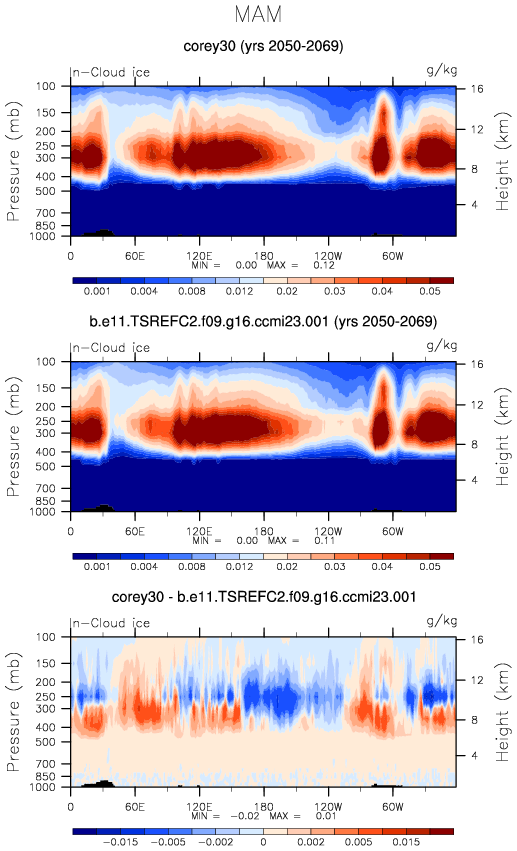 MAM
corey30 (yrs 2050-2069)
In-Cloud ice g/kg
Pressure (mb)
100
150
200
250
300
400
500
700
850
1000
16
12
8
4
Height (km)
0 60E 120E 180 120W 60W
MIN = 0.00 MAX = 0.12
0.001 0.004 0.008 0.012 0.02 0.03 0.04 0.05
b.e11.TSREFC2.f09.g16.ccmi23.001 (yrs 2050-2069)
In-Cloud ice g/kg
Pressure (mb)
100
150
200
250
300
400
500
700
850
1000
16
12
8
4
Height (km)
0 60E 120E 180 120W 60W
MIN = 0.00 MAX = 0.11
0.001 0.004 0.008 0.012 0.02 0.03 0.04 0.05
corey30 - b.e11.TSREFC2.f09.g16.ccmi23.001
In-Cloud ice g/kg
Pressure (mb)
100
150
200
250
300
400
500
700
850
1000
16
12
8
4
Height (km)
0 60E 120E 180 120W 60W
MIN = -0.02 MAX = 0.01
-0.015 -0.005 -0.002 0 0.002 0.005 0.015